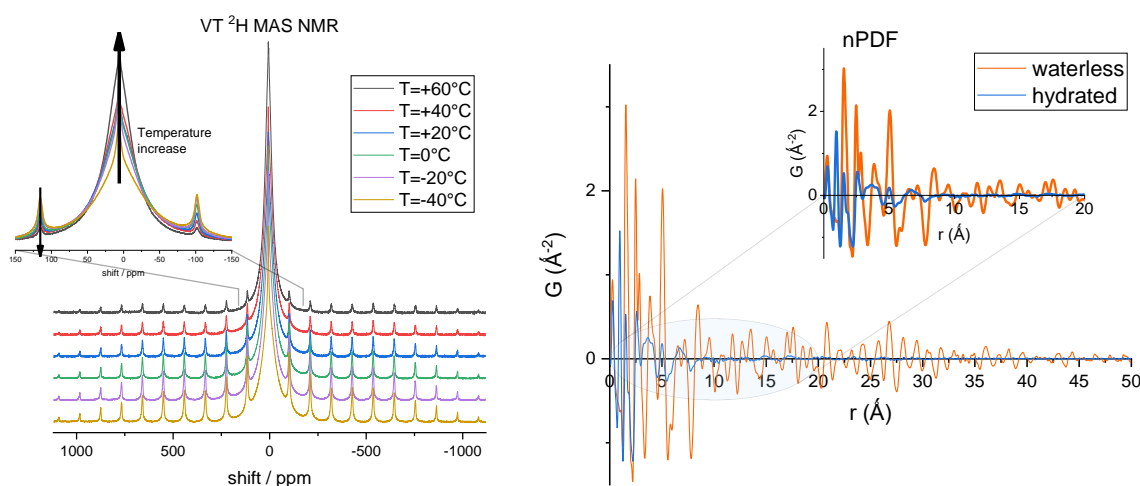 VT ²H MAS NMR
Temperature
increase
150 100 50 0 -50 -100 -150
shift / ppm
T=+60°C
T=+40°C
T=+20°C
T=0°C
T=-20°C
T=-40°C
1000 500 0 -500 -1000
shift / ppm
nPDF
waterless
hydrated
2
0
G (Å⁻²)
0 5 10 15 20
r (Å)
2
0
G (Å⁻²)
0 5 10 15 20 25 30 35 40 45 50
r (Å)